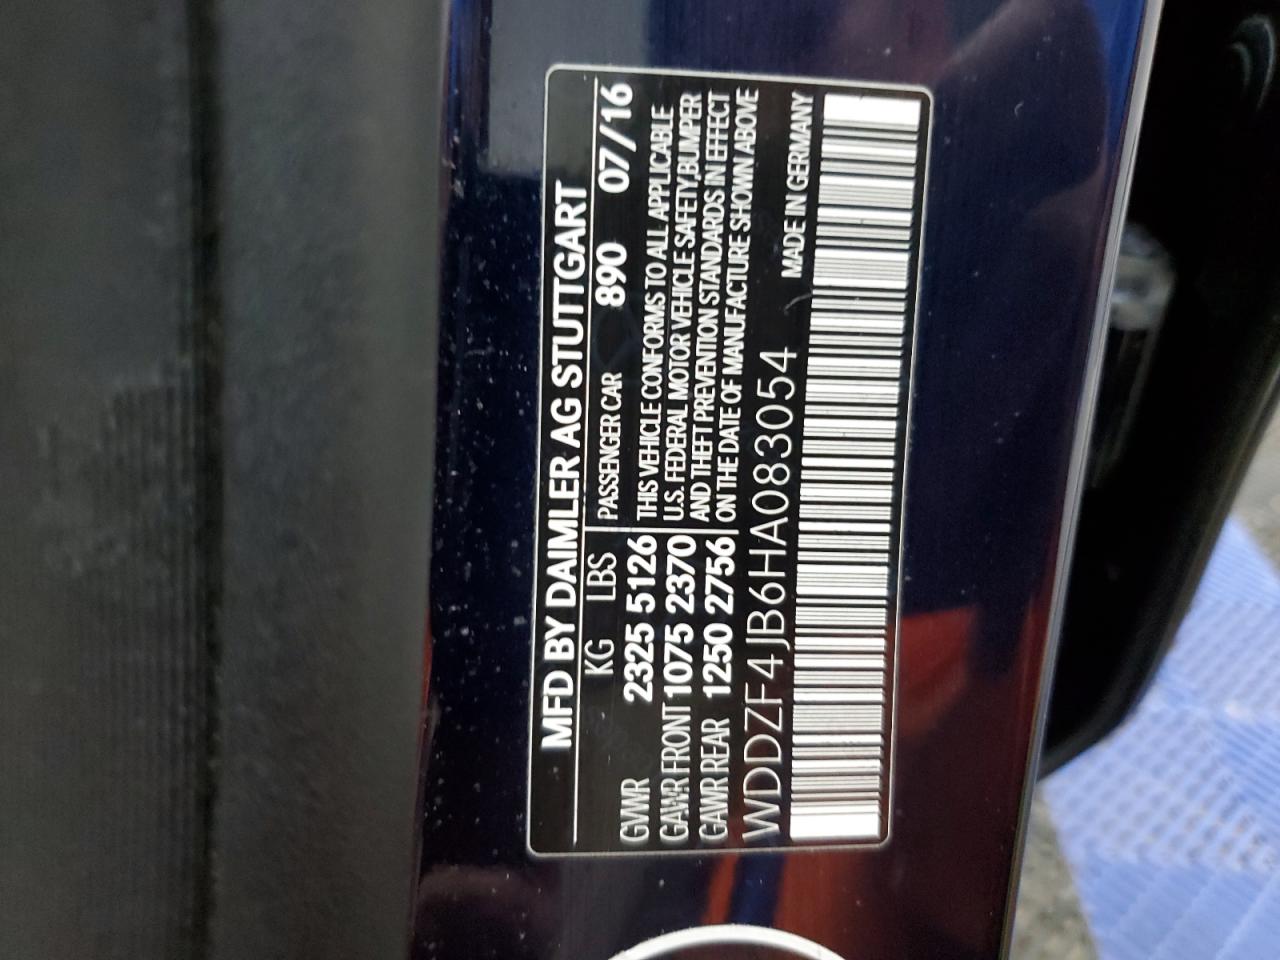 MFD BY DAIMLER AG STUTTGART
KG LBS PASSENGER CAR 890 07/16
GVWR 2325 5126 THIS VEHICLE CONFORMS TO ALL APPLICABLE
GAWR FRONT 1075 2370 U.S. FEDERAL MOTOR VEHICLE SAFETY,BUMPER
GAWR REAR 1250 2756 AND THEFT PREVENTION STANDARDS IN EFFECT
ON THE DATE OF MANUFACTURE SHOWN ABOVE
WDDZF4JB6HA083054 MADE IN GERMANY